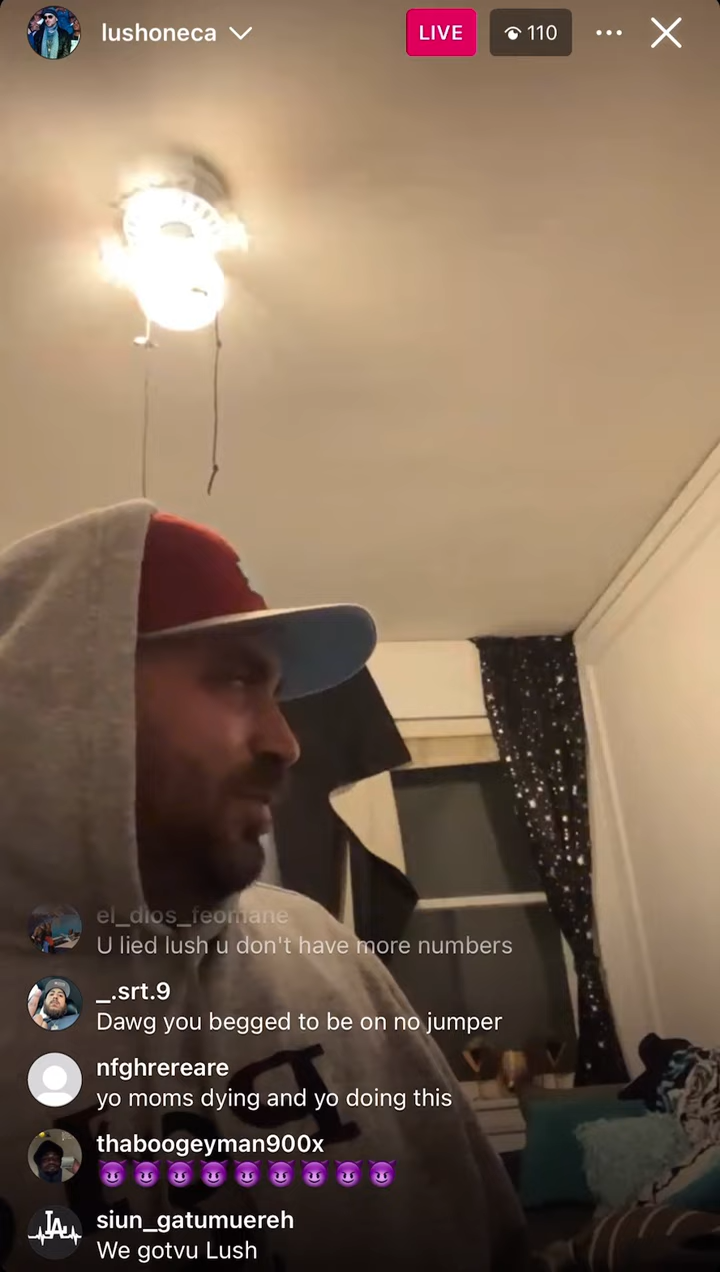 lushoneca
LIVE
110
el_dios_feomane
U lied lush u don't have more numbers
_.srt.9
Dawg you begged to be on no jumper
nfghrereare
yo moms dying and yo doing this
thaboogeyman900x
😈😈😈😈😈😈😈😈😈
siun_gatumuereh
We gotvu Lush